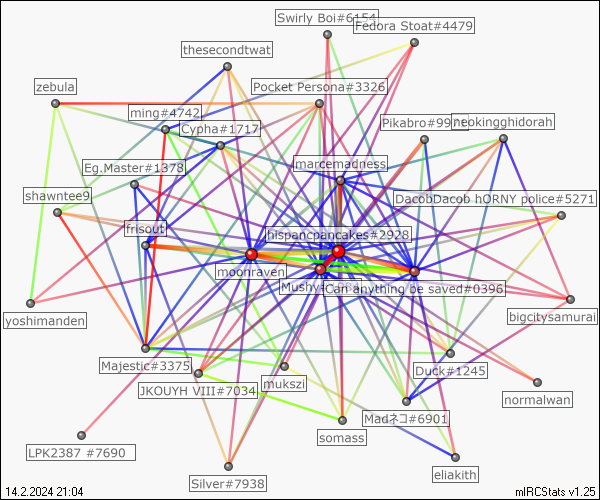 Swirly Boi#6154
Fedora Stoat#4479
thesecondtwat
zebula
Pocket Persona#3326
ming#4742
Cypha#1717
Pikabro#99
neokingghidorah
Eg.Master#1378
marcemadness
shawntee9
DacobDacob hORNY police#5271
frisout
hispancpancakes#2928
moonraven
Mushy
Can anything be saved#0396
yoshimanden
bigcitysamurai
Majestic#3375
JKOUYH VIII#7034
mukszi
Duck#1245
normalwan
Madネコ#6901
somass
LPK2387 #7690
eliakith
Silver#7938
14.2.2024 21:04
mIRCStats v1.25